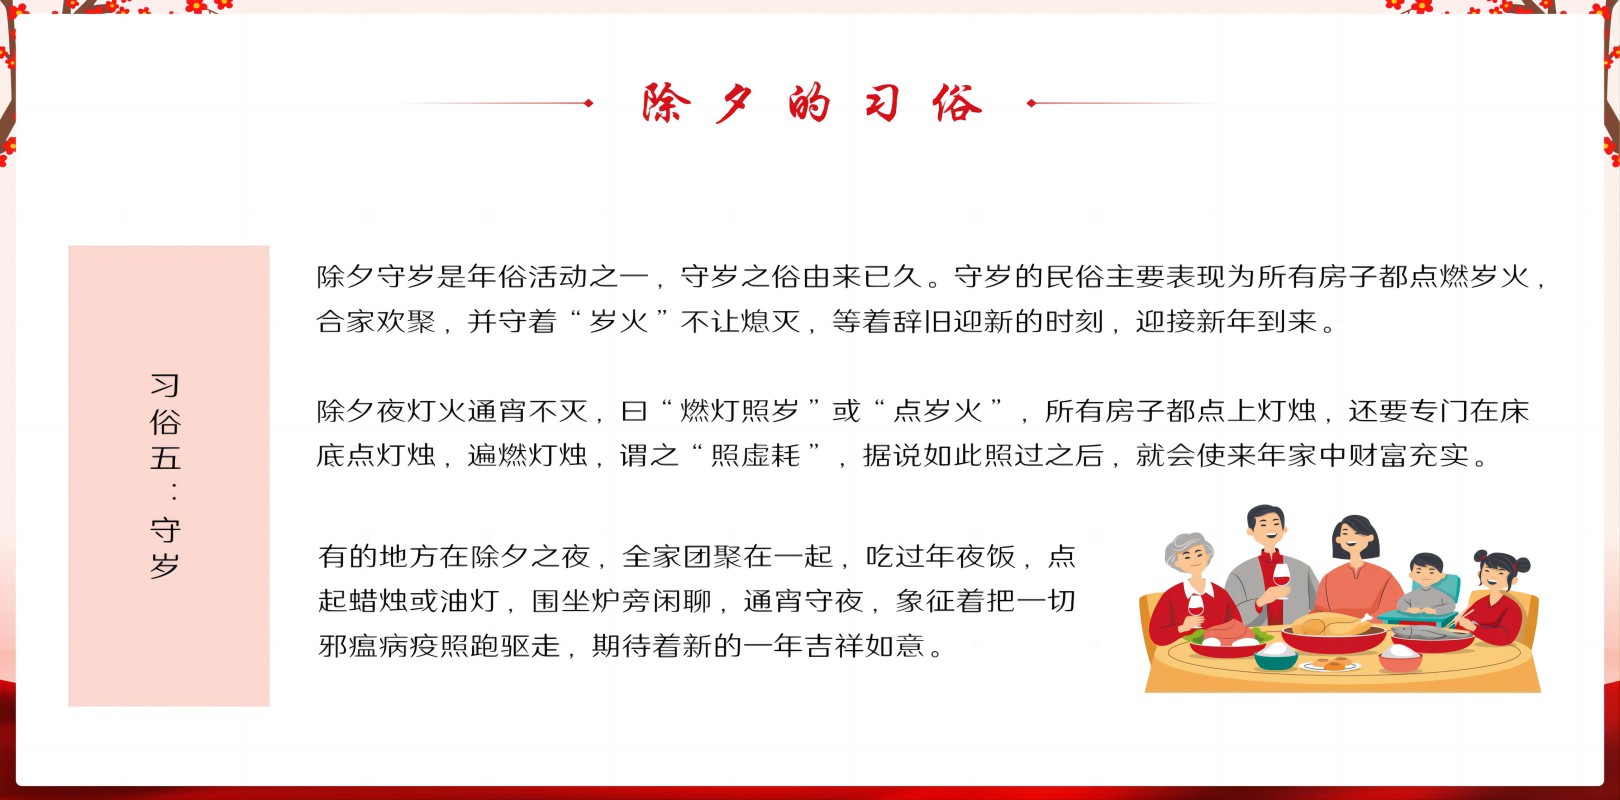 除夕的习俗
习俗五：守岁
除夕守岁是年俗活动之一，守岁之俗由来已久。守岁的民俗主要表现为所有房子都点燃岁火，
合家欢聚，并守着“岁火”不让熄灭，等着辞旧迎新的时刻，迎接新年到来。
除夕夜灯火通宵不灭，曰“燃灯照岁”或“点岁火”，所有房子都点上灯烛，还要专门在床
底点灯烛，遍燃灯烛，谓之“照虚耗”，据说如此照过之后，就会使来年家中财富充实。
有的地方在除夕之夜，全家团聚在一起，吃过年夜饭，点
起蜡烛或油灯，围坐炉旁闲聊，通宵守夜，象征着把一切
邪瘟病疫照跑驱走，期待着新的一年吉祥如意。